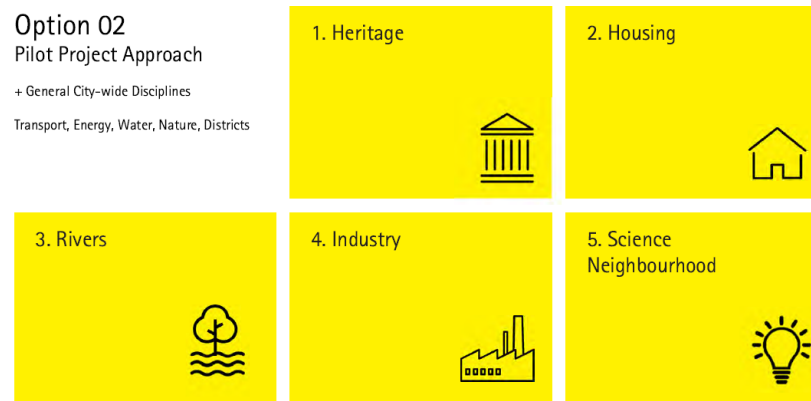 Option 02
Pilot Project Approach
+ General City-wide Disciplines
Transport, Energy, Water, Nature, Districts
1. Heritage
2. Housing
3. Rivers
4. Industry
5. Science
Neighbourhood